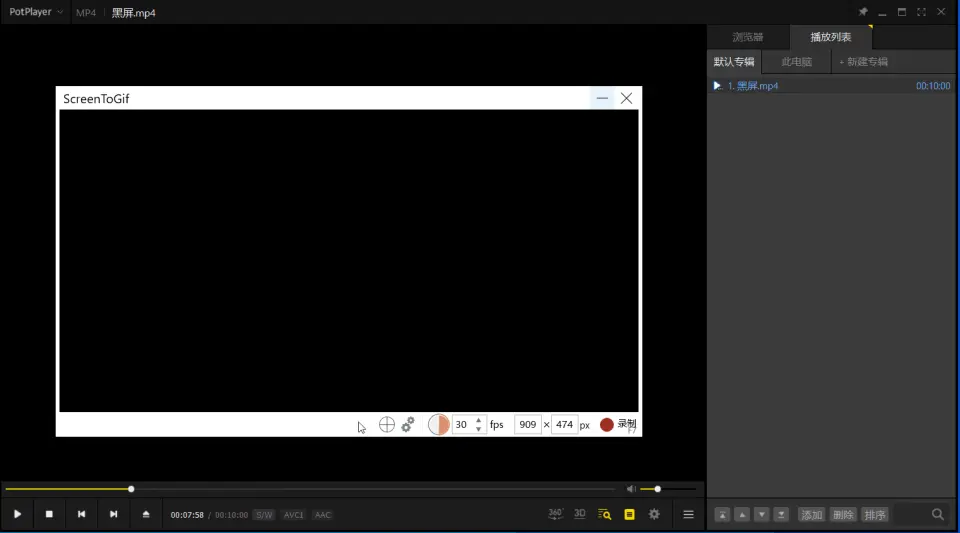 PotPlayer MP4 黑屏.mp4
浏览器 播放列表
默认专辑 此电脑 + 新建专辑
1. 黑屏.mp4 00:10:00
ScreenToGif
30 fps 909 × 474 px 录制
F7
00:07:58 / 00:10:00 S/W AVC1 AAC
360° 3D
添加 删除 排序